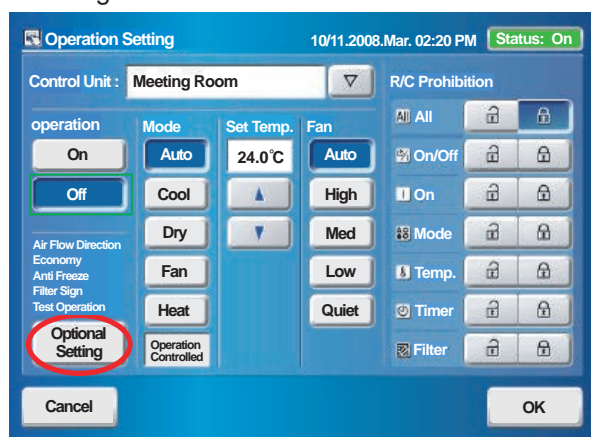 Operation Setting
10/11.2008.Mar. 02:20 PM
Status: On
Control Unit :
Meeting Room
R/C Prohibition
operation
On
Off
Air Flow Direction
Economy
Anti Freeze
Filter Sign
Test Operation
Optional
Setting
Mode
Auto
Cool
Dry
Fan
Heat
Operation
Controlled
Set Temp.
24.0°C
Fan
Auto
High
Med
Low
Quiet
All All
On/Off
On
Mode
Temp.
Timer
Filter
Cancel
OK